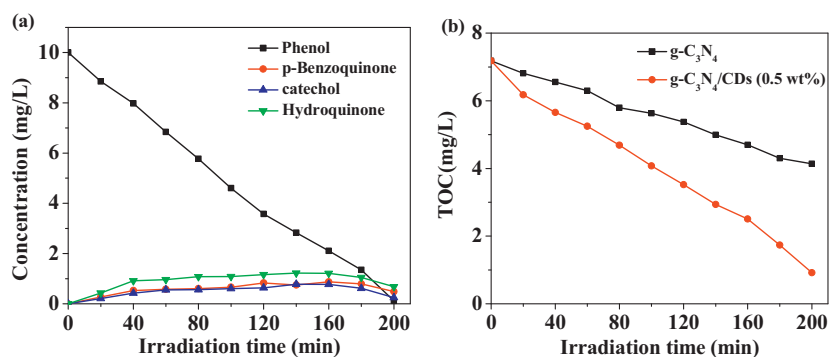 (a)
Concentration (mg/L)
10
8
6
4
2
0
Phenol
p-Benzoquinone
catechol
Hydroquinone
0 40 80 120 160 200
Irradiation time (min)
(b)
TOC(mg/L)
8
6
4
2
0
g-C₃N₄
g-C₃N₄/CDs (0.5 wt%)
0 40 80 120 160 200
Irradiation time (min)